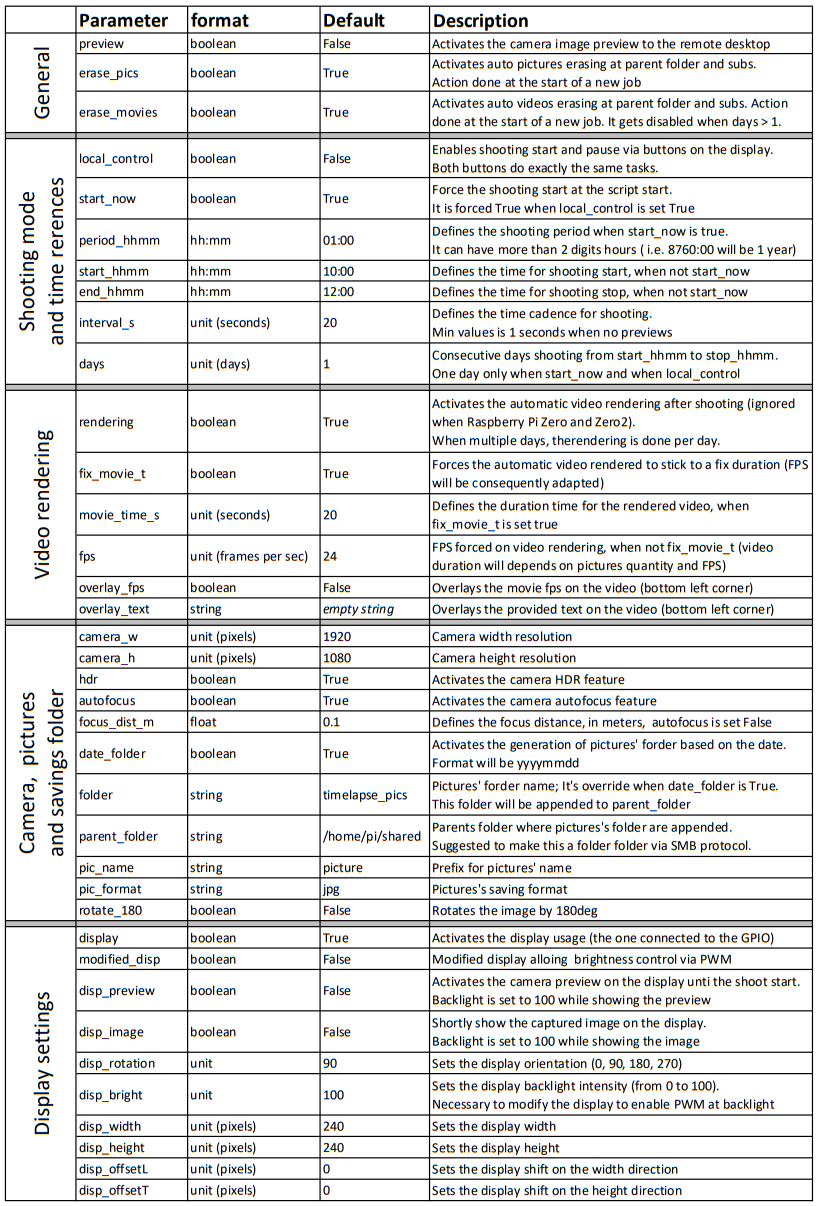 Parameter format Default Description
General
preview boolean False Activates the camera image preview to the remote desktop
erase_pics boolean True Activates auto pictures erasing at parent folder and subs.
Action done at the start of a new job
erase_movies boolean True Activates auto videos erasing at parent folder and subs. Action
done at the start of a new job. It gets disabled when days > 1.
Shooting mode
and time rerences
local_control boolean False Enables shooting start and pause via buttons on the display.
Both buttons do exactly the same tasks.
start_now boolean True Force the shooting start at the script start.
It is forced True when local_control is set True
period_hhmm hh:mm 01:00 Defines the shooting period when start_now is true.
It can have more than 2 digits hours ( i.e. 8760:00 will be 1 year)
start_hhmm hh:mm 10:00 Defines the time for shooting start, when not start_now
end_hhmm hh:mm 12:00 Defines the time for shooting stop, when not start_now
interval_s unit (seconds) 20 Defines the time cadence for shooting.
Min values is 1 seconds when no previews
days unit (days) 1 Consecutive days shooting from start_hhmm to stop_hhmm.
One day only when start_now and when local_control
Video rendering
rendering boolean True Activates the automatic video rendering after shooting (ignored
when Raspberry Pi Zero and Zero2).
When multiple days, therendering is done per day.
fix_movie_t boolean True Forces the automatic video rendered to stick to a fix duration (FPS
will be consequently adapted)
movie_time_s unit (seconds) 20 Defines the duration time for the rendered video, when
fix_movie_t is set true
fps unit (frames per sec) 24 FPS forced on video rendering, when not fix_movie_t (video
duration will depends on pictures quantity and FPS)
overlay_fps boolean False Overlays the movie fps on the video (bottom left corner)
overlay_text string empty string Overlays the provided text on the video (bottom left corner)
Camera, pictures
and savings folder
camera_w unit (pixels) 1920 Camera width resolution
camera_h unit (pixels) 1080 Camera height resolution
hdr boolean True Activates the camera HDR feature
autofocus boolean True Activates the camera autofocus feature
focus_dist_m float 0.1 Defines the focus distance, in meters, autofocus is set False
date_folder boolean True Activates the generation of pictures' forder based on the date.
Format will be yyyymmdd
folder string timelapse_pics Pictures' forder name; It's override when date_folder is True.
This folder will be appended to parent_folder
parent_folder string /home/pi/shared Parents folder where pictures's folder are appended.
Suggested to make this a folder folder via SMB protocol.
pic_name string picture Prefix for pictures' name
pic_format string jpg Pictures's saving format
rotate_180 boolean False Rotates the image by 180deg
Display settings
display boolean True Activates the display usage (the one connected to the GPIO)
modified_disp boolean False Modified display alloing brightness control via PWM
disp_preview boolean False Activates the camera preview on the display unti the shoot start.
Backlight is set to 100 while showing the preview
disp_image boolean False Shortly show the captured image on the display.
Backlight is set to 100 while showing the image
disp_rotation unit 90 Sets the display orientation (0, 90, 180, 270)
disp_bright unit 100 Sets the display backlight intensity (from 0 to 100).
Necessary to modify the display to enable PWM at backlight
disp_width unit (pixels) 240 Sets the display width
disp_height unit (pixels) 240 Sets the display height
disp_offsetL unit (pixels) 0 Sets the display shift on the width direction
disp_offsetT unit (pixels) 0 Sets the display shift on the height direction